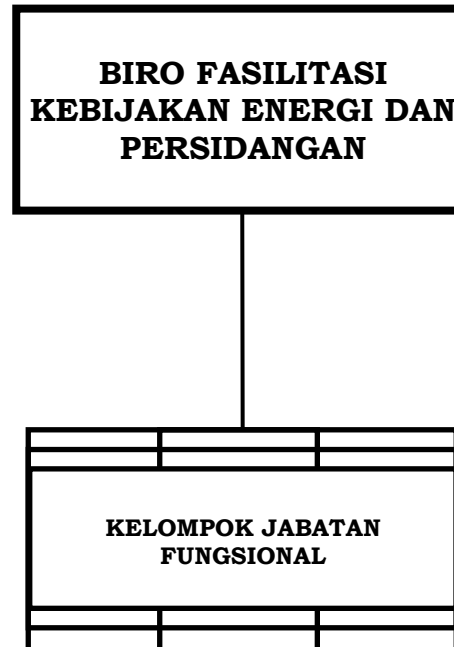 BIRO FASILITASI
KEBIJAKAN ENERGI DAN
PERSIDANGAN
KELOMPOK JABATAN
FUNGSIONAL